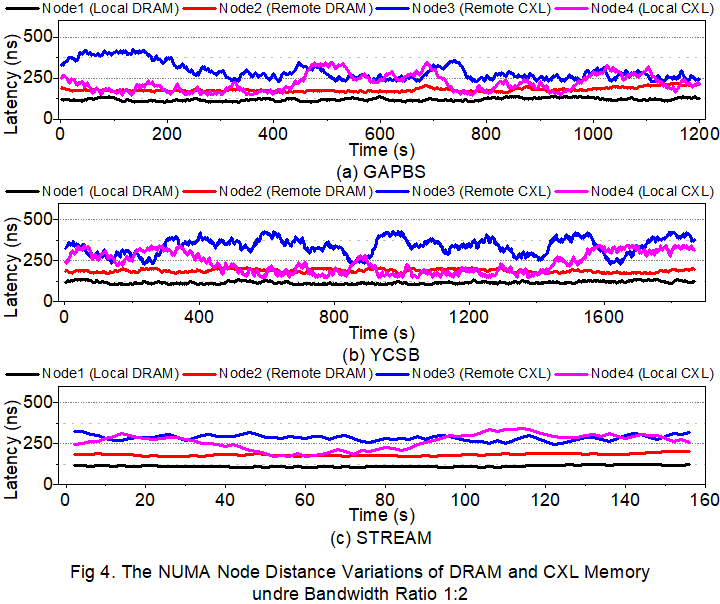 Node1 (Local DRAM) Node2 (Remote DRAM) Node3 (Remote CXL) Node4 (Local CXL)
500
250
0
Latency (ns)
0 200 400 600 800 1000 1200
Time (s)
(a) GAPBS
Node1 (Local DRAM) Node2 (Remote DRAM) Node3 (Remote CXL) Node4 (Local CXL)
500
250
0
Latency (ns)
0 400 800 1200 1600
Time (s)
(b) YCSB
Node1 (Local DRAM) Node2 (Remote DRAM) Node3 (Remote CXL) Node4 (Local CXL)
500
250
0
Latency (ns)
0 20 40 60 80 100 120 140 160
Time (s)
(c) STREAM
Fig 4. The NUMA Node Distance Variations of DRAM and CXL Memory
undre Bandwidth Ratio 1:2